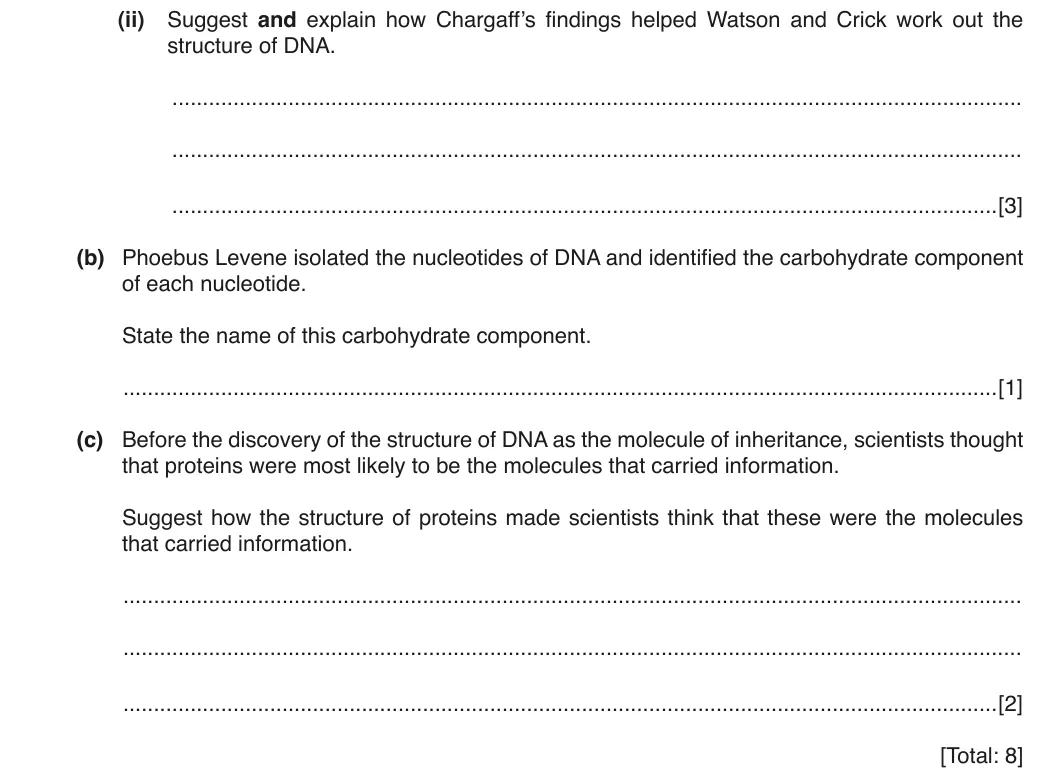 (ii) Suggest and explain how Chargaff's findings helped Watson and Crick work out the
structure of DNA.
..........................................................................................................................................
..........................................................................................................................................
......................................................................................................................................[3]
(b) Phoebus Levene isolated the nucleotides of DNA and identified the carbohydrate component
of each nucleotide.
State the name of this carbohydrate component.
..............................................................................................................................................[1]
(c) Before the discovery of the structure of DNA as the molecule of inheritance, scientists thought
that proteins were most likely to be the molecules that carried information.
Suggest how the structure of proteins made scientists think that these were the molecules
that carried information.
..................................................................................................................................................
..................................................................................................................................................
..............................................................................................................................................[2]
[Total: 8]